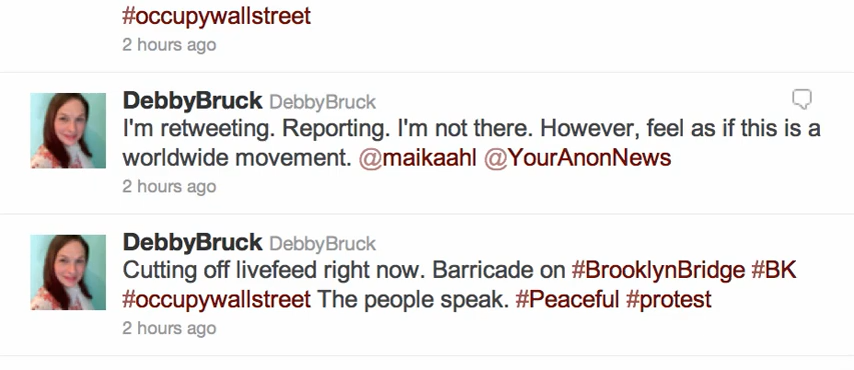 #occupywallstreet
2 hours ago
DebbyBruck DebbyBruck
I'm retweeting. Reporting. I'm not there. However, feel as if this is a
worldwide movement. @maikaahl @YourAnonNews
2 hours ago
DebbyBruck DebbyBruck
Cutting off livefeed right now. Barricade on #BrooklynBridge #BK
#occupywallstreet The people speak. #Peaceful #protest
2 hours ago